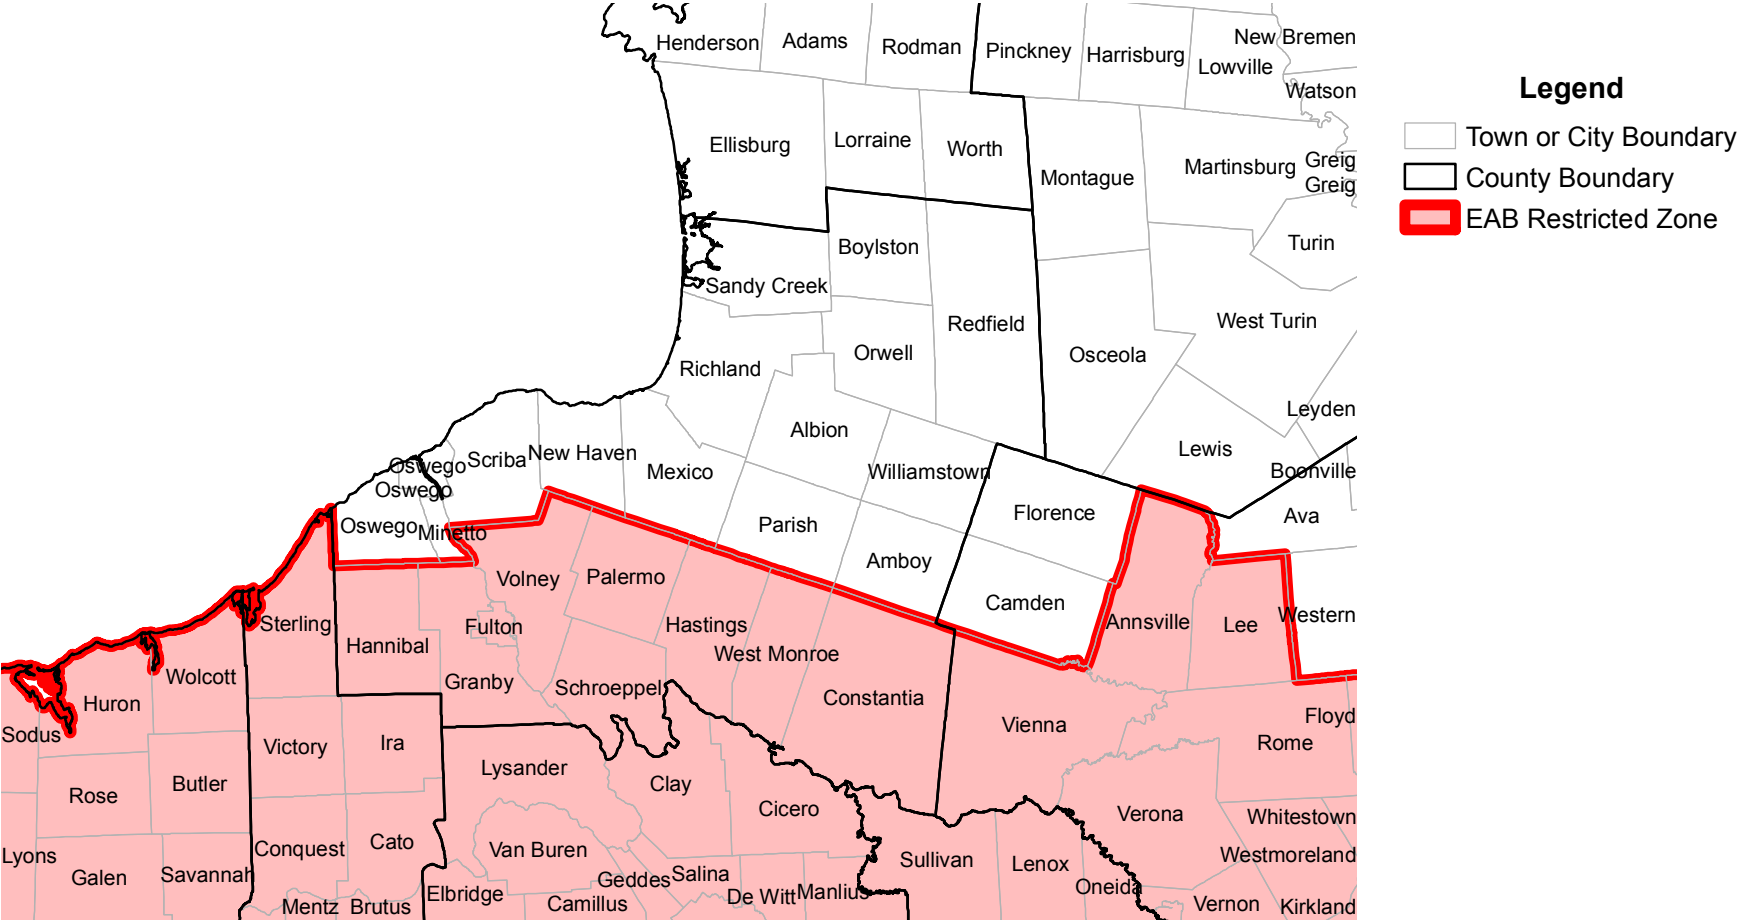 Henderson
Adams
Rodman
Pinckney
Harrisburg
New Bremen
Lowville
Watson
Legend
Town or City Boundary
County Boundary
EAB Restricted Zone
Ellisburg
Lorraine
Worth
Montague
Martinsburg
Greig
Greig
Turin
Boylston
Sandy Creek
Redfield
West Turin
Orwell
Osceola
Richland
Leyden
Albion
Lewis
Boonville
Oswego
Scriba
New Haven
Mexico
Williamstown
Oswego
Oswego
Minetto
Parish
Florence
Ava
Amboy
Volney
Palermo
Camden
Sterling
Hannibal
Fulton
Hastings
West Monroe
Annsville
Lee
Western
Wolcott
Granby
Schroeppel
Constantia
Huron
Sodus
Victory
Ira
Vienna
Floyd
Rome
Rose
Butler
Lysander
Clay
Cicero
Verona
Whitestown
Lyons
Galen
Savannah
Conquest
Cato
Van Buren
Geddes
Salina
Sullivan
Lenox
Westmoreland
Mentz
Brutus
Elbridge
Camillus
De Witt
Manlius
Oneida
Vernon
Kirkland